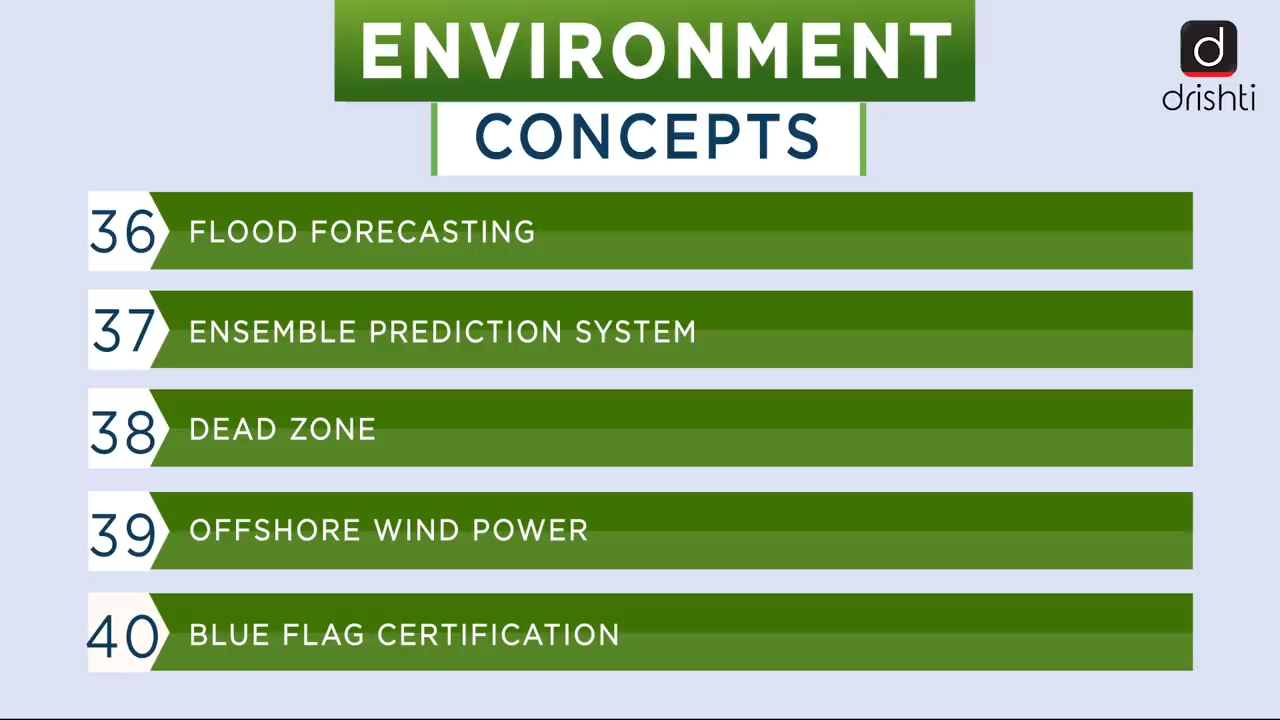 ENVIRONMENT
CONCEPTS
d
drishti
36 FLOOD FORECASTING
37 ENSEMBLE PREDICTION SYSTEM
38 DEAD ZONE
39 OFFSHORE WIND POWER
40 BLUE FLAG CERTIFICATION